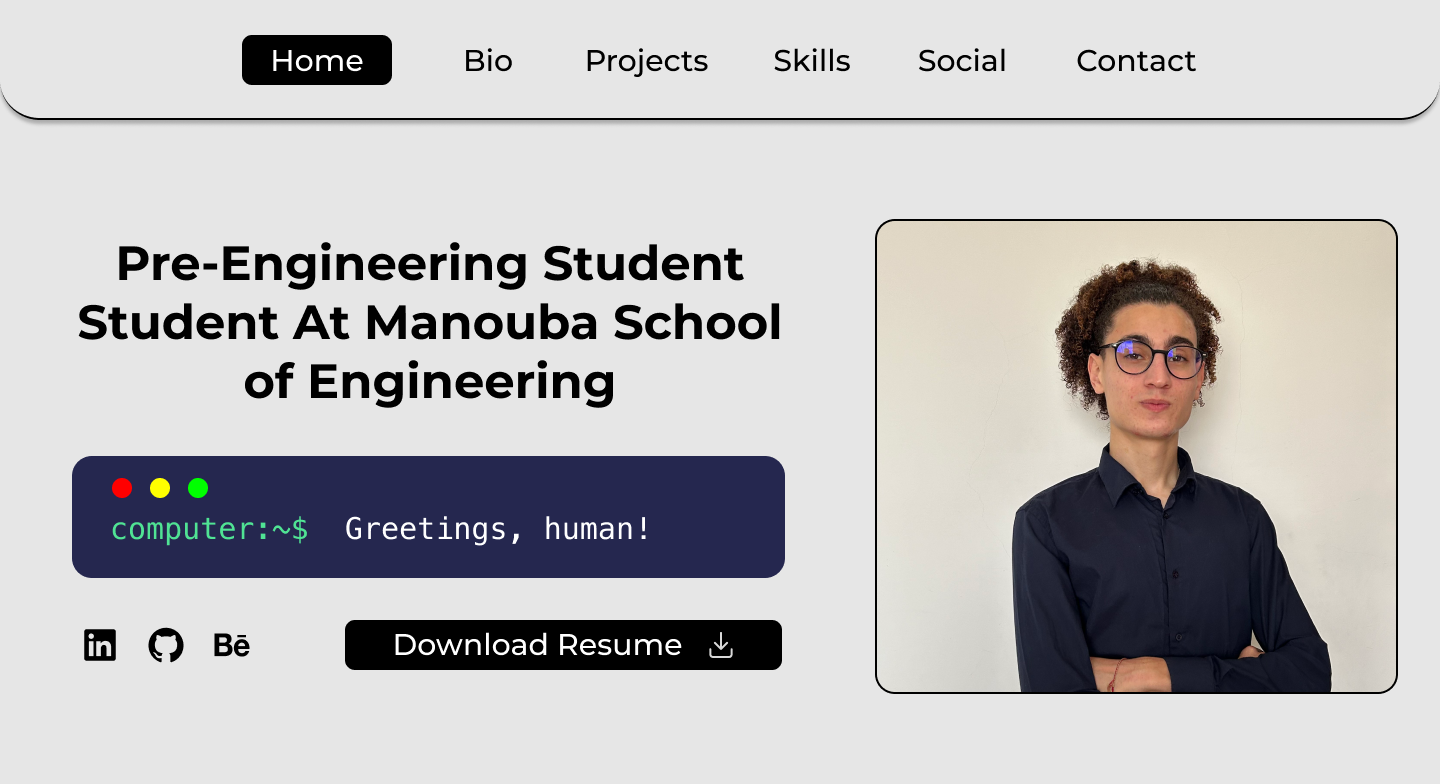 Home Bio Projects Skills Social Contact
Pre-Engineering Student
Student At Manouba School
of Engineering
computer:~$ Greetings, human!
in Bē Download Resume